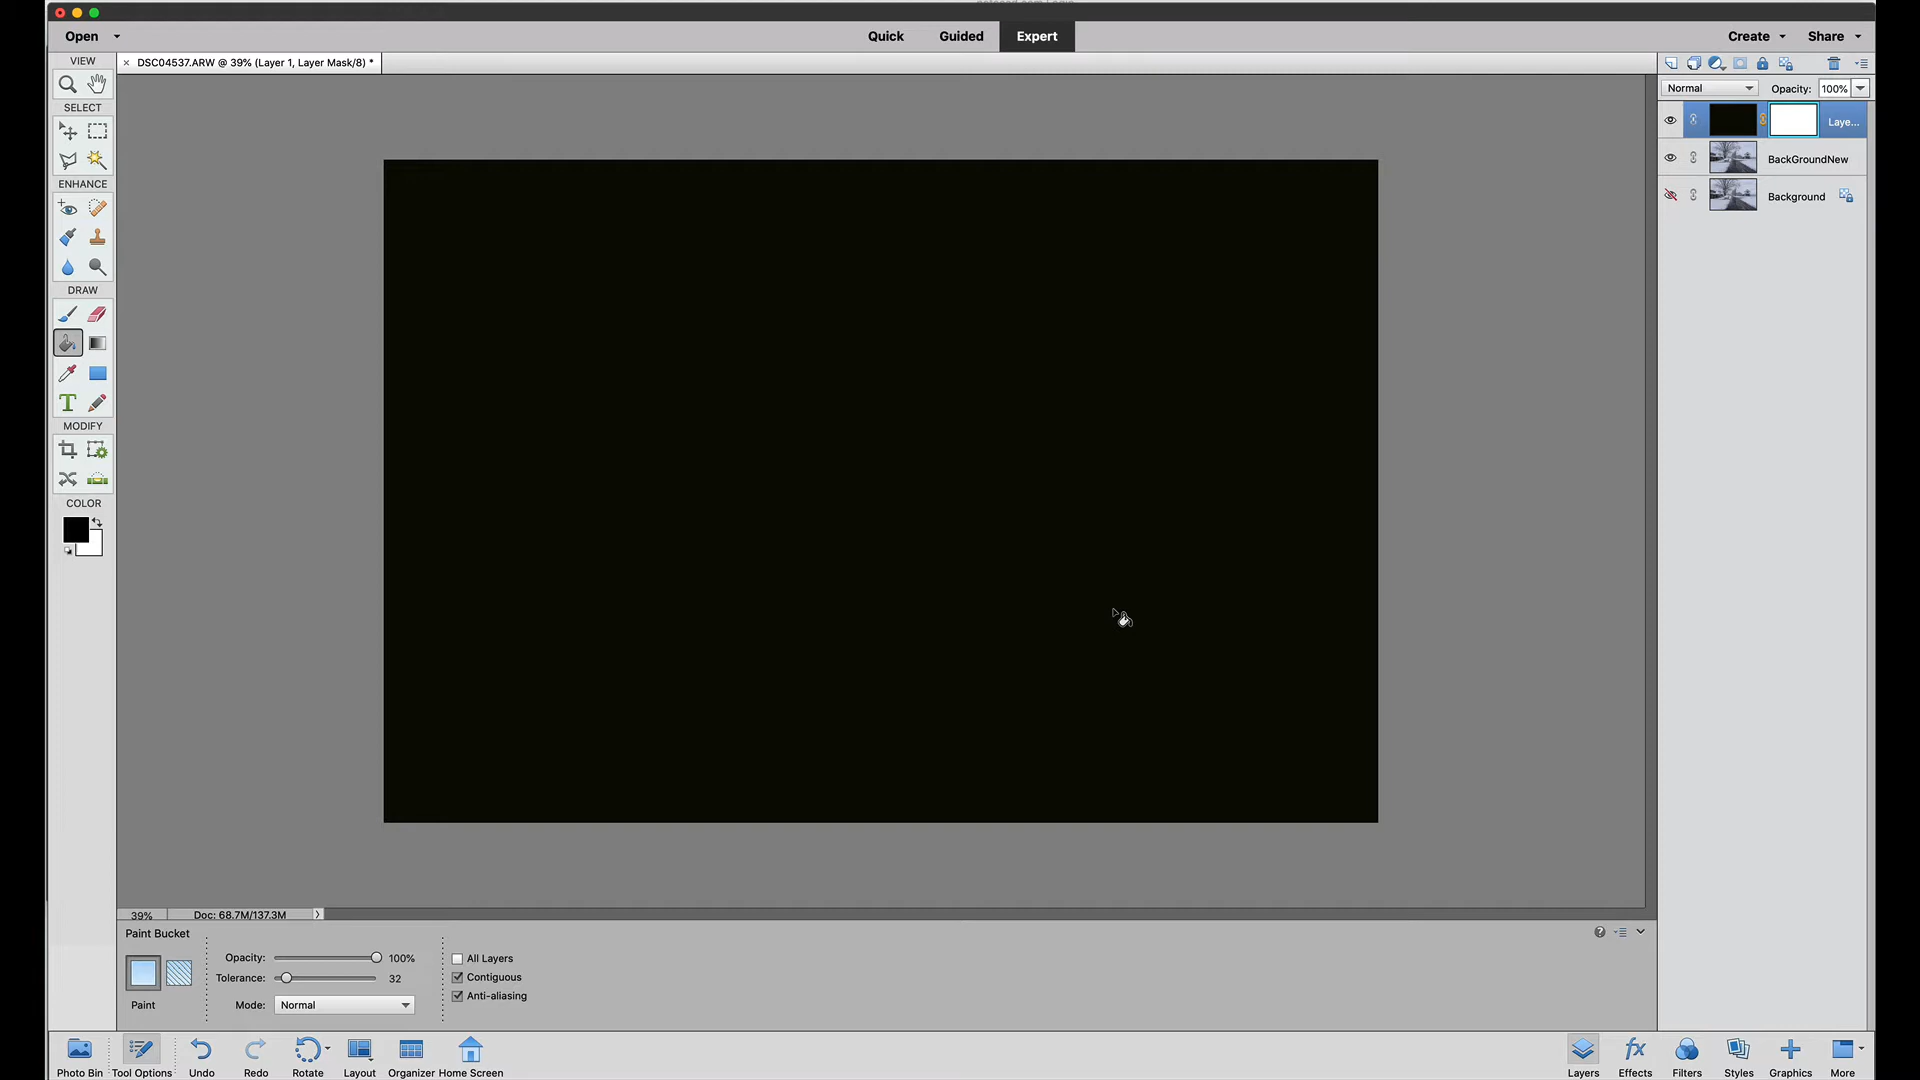 Open
Quick
Guided
Expert
Create
Share
VIEW
DSC04537.ARW @ 39% (Layer 1, Layer Mask/8) *
SELECT
ENHANCE
DRAW
MODIFY
COLOR
Normal
Opacity: 100%
Laye...
BackGroundNew
Background
39%
Doc: 68.7M/137.3M
Paint Bucket
Opacity: 100%
Tolerance: 32
Mode: Normal
All Layers
Contiguous
Anti-aliasing
Paint
Photo Bin
Tool Options
Undo
Redo
Rotate
Layout
Organizer
Home Screen
Layers
fx
Effects
Filters
Styles
Graphics
More